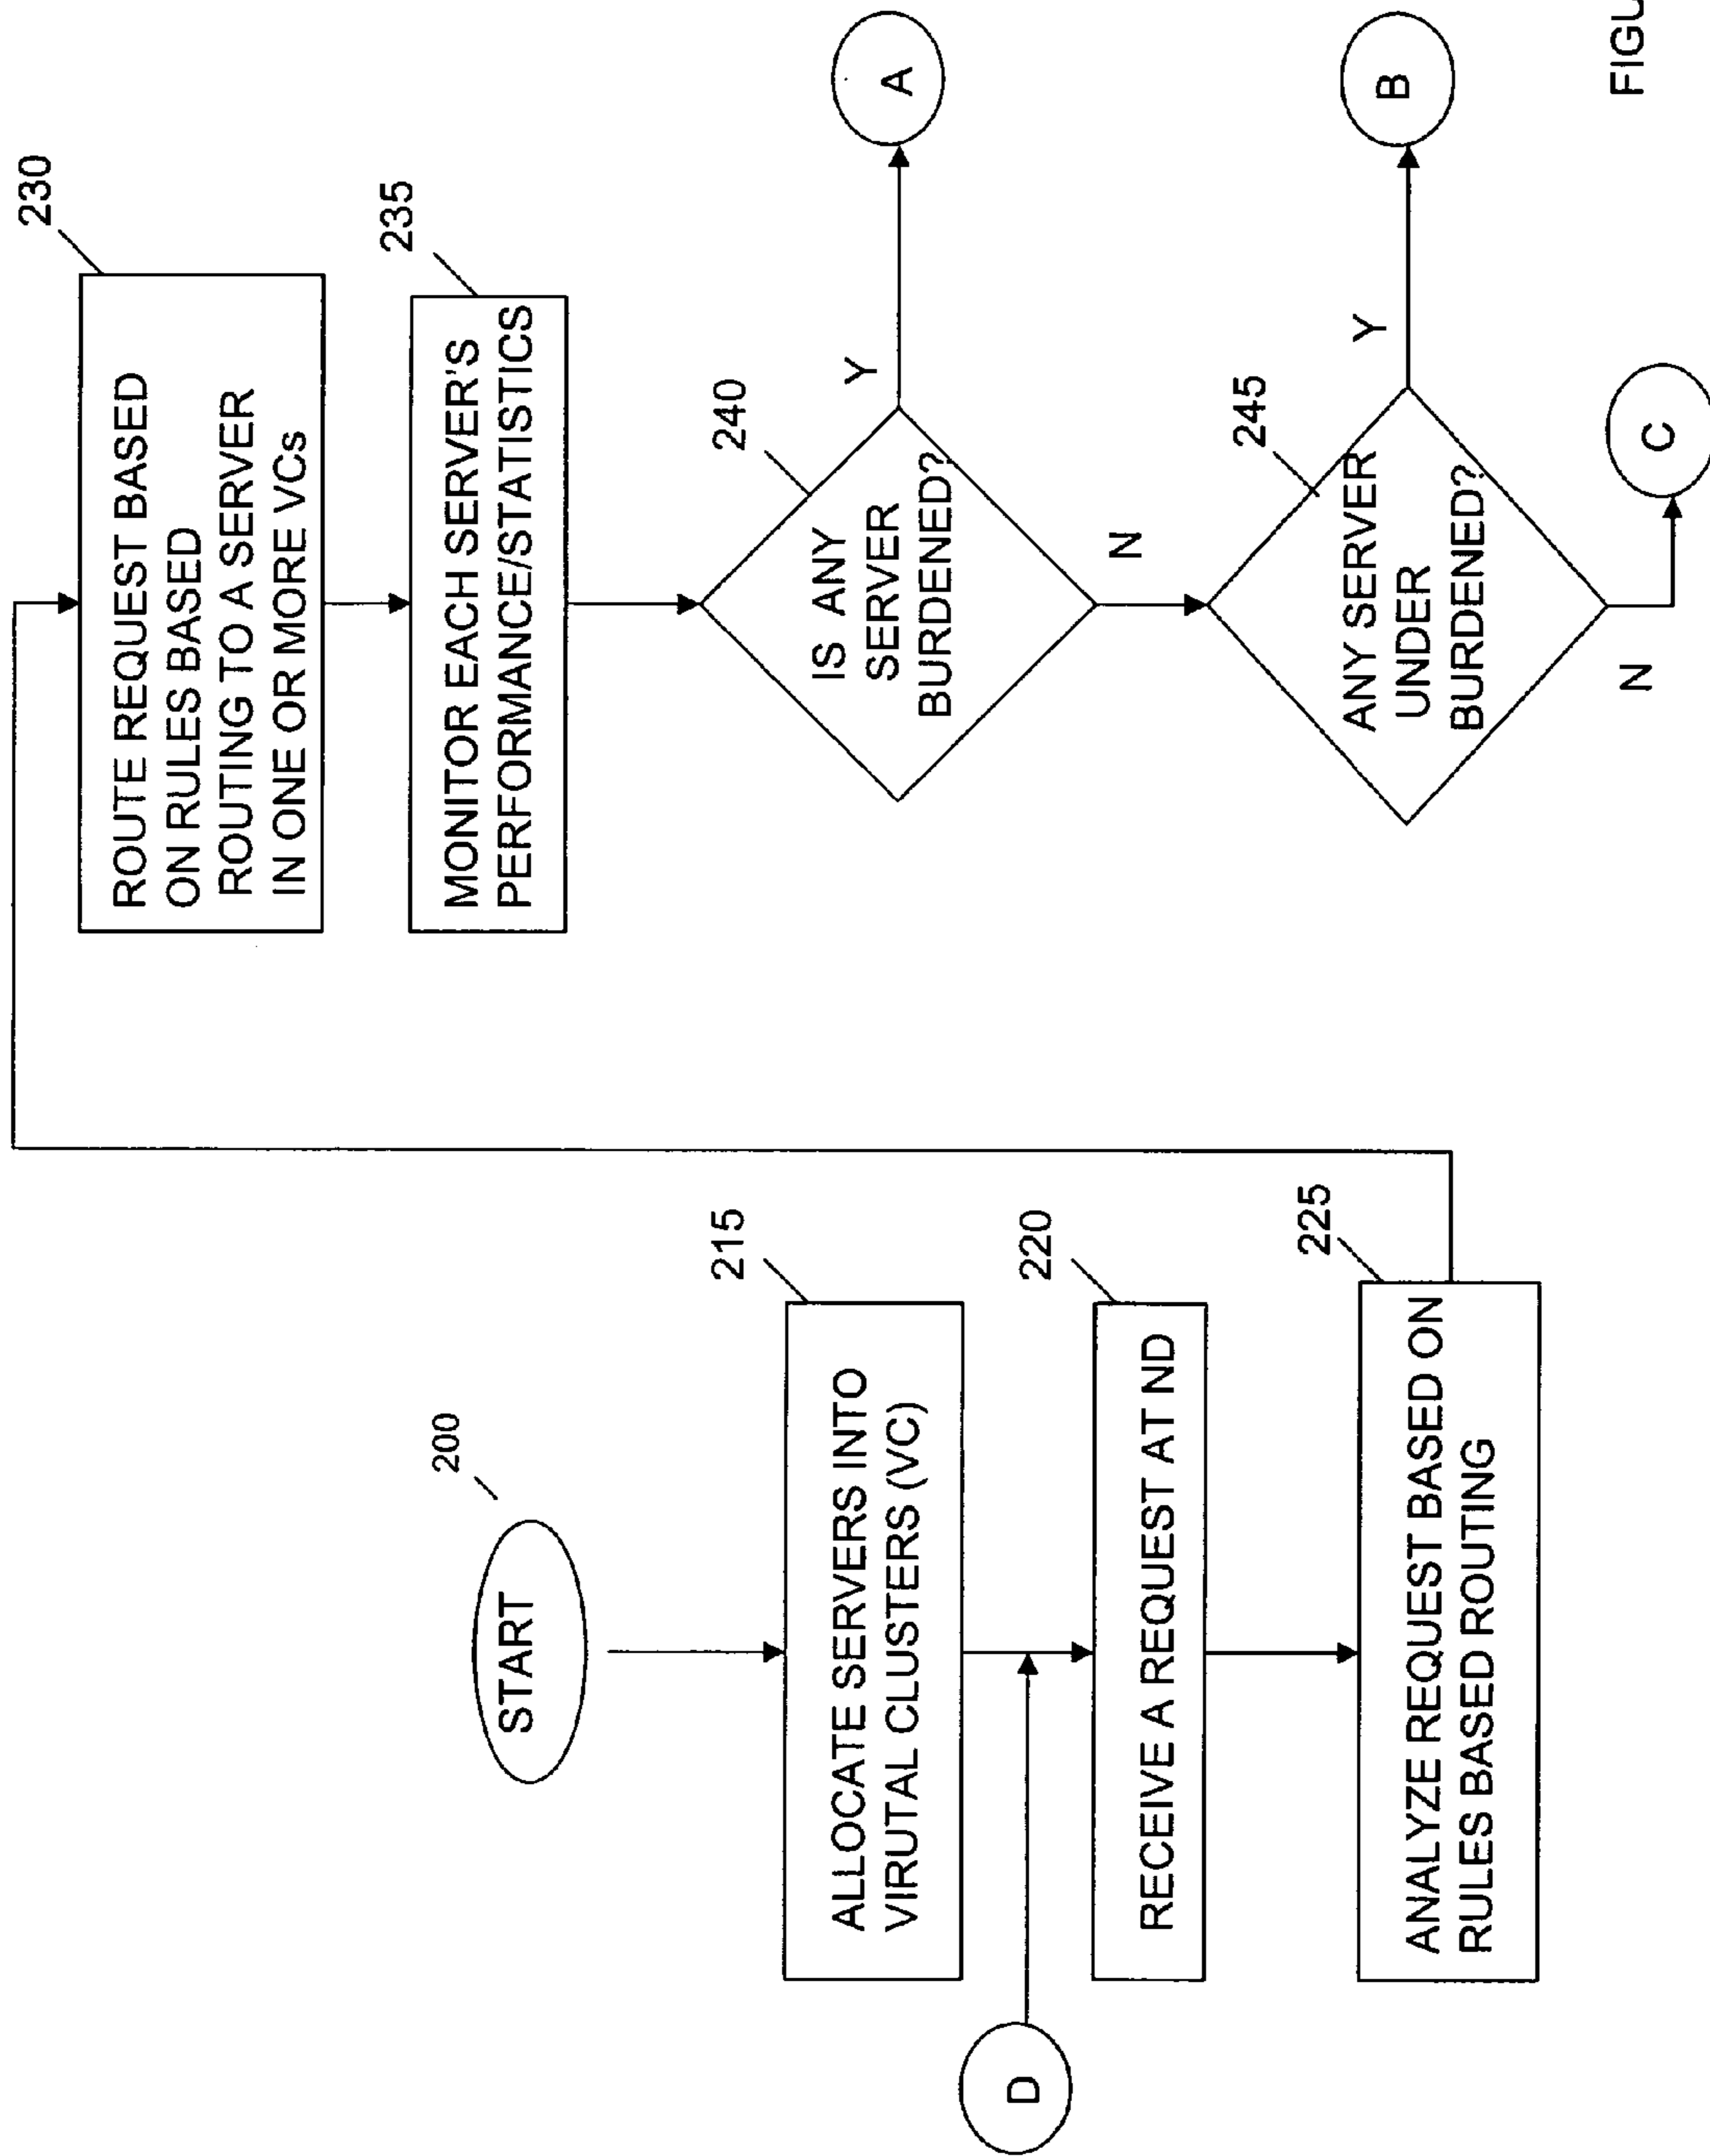 START
200
ALLOCATE SERVERS INTO
VIRUTAL CLUSTERS (VC)
215
D
RECEIVE A REQUEST AT ND
220
ANALYZE REQUEST BASED ON
RULES BASED ROUTING
225
ROUTE REQUEST BASED
ON RULES BASED
ROUTING TO A SERVER
IN ONE OR MORE VCs
230
MONITOR EACH SERVER'S
PERFORMANCE/STATISTICS
235
IS ANY
SERVER
BURDENED?
240
Y
A
N
ANY SERVER
UNDER
BURDENED?
245
Y
B
N
C
FIGU